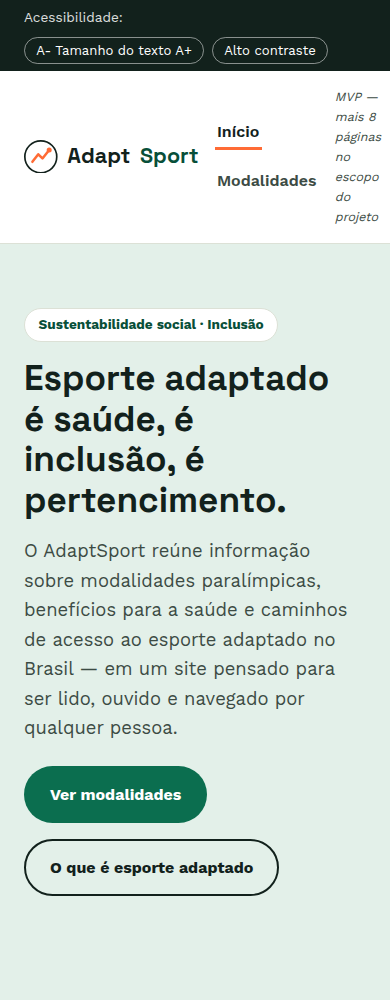 Acessibilidade:
A- Tamanho do texto A+
Alto contraste
Adapt Sport
Início
Modalidades
MVP —
mais 8
páginas
no
escopo
do
projeto
Sustentabilidade social · Inclusão
Esporte adaptado
é saúde, é
inclusão, é
pertencimento.
O AdaptSport reúne informação
sobre modalidades paralímpicas,
benefícios para a saúde e caminhos
de acesso ao esporte adaptado no
Brasil — em um site pensado para
ser lido, ouvido e navegado por
qualquer pessoa.
Ver modalidades
O que é esporte adaptado